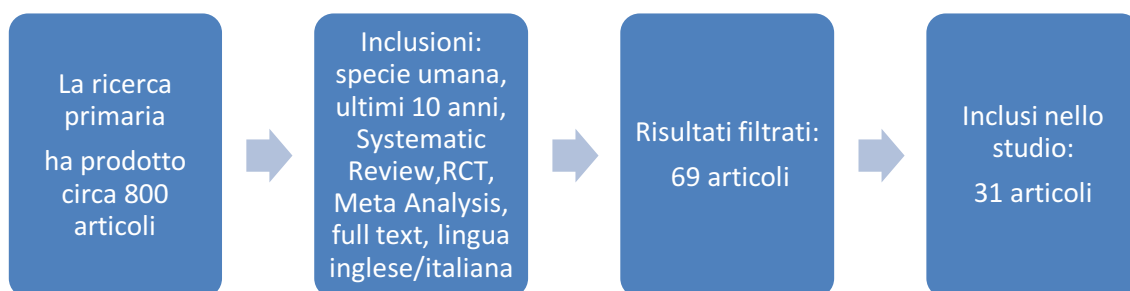 La ricerca
primaria
ha prodotto
circa 800
articoli
Inclusioni:
specie umana,
ultimi 10 anni,
Systematic
Review,RCT,
Meta Analysis,
full text, lingua
inglese/italiana
Risultati filtrati:
69 articoli
Inclusi nello
studio:
31 articoli